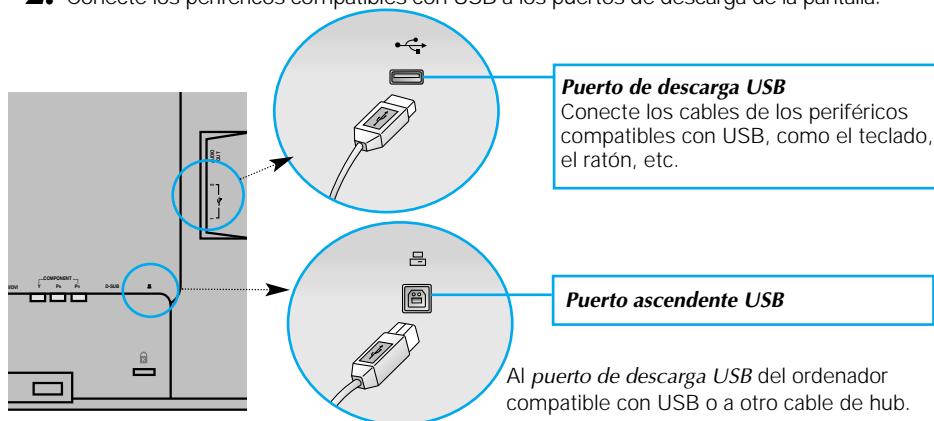 2. Conecte los periféricos compatibles con USB a los puertos de descarga de la pantalla.
Puerto de descarga USB
Conecte los cables de los periféricos
compatibles con USB, como el teclado,
el ratón, etc.
AUDIO
OUT
COMPONENT
Y PB PR D-SUB
Puerto ascendente USB
Al puerto de descarga USB del ordenador
compatible con USB o a otro cable de hub.